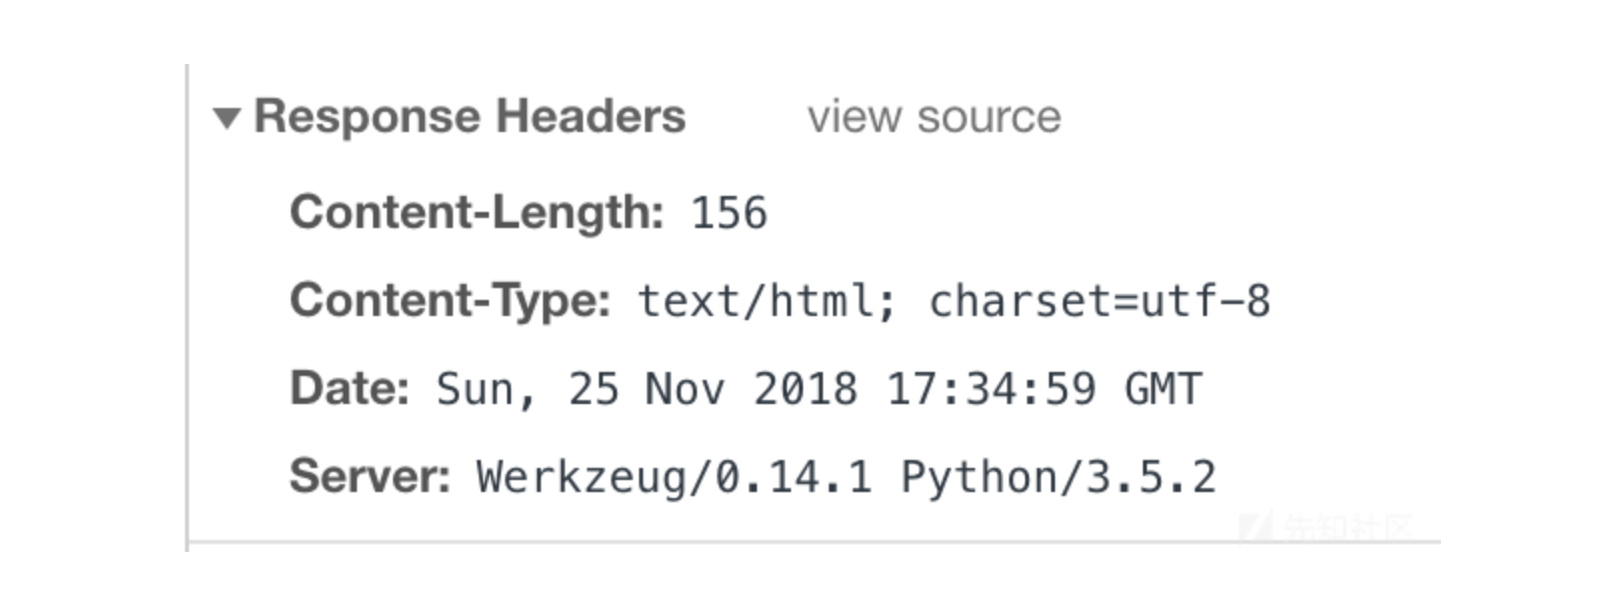 Response Headers view source
Content-Length: 156
Content-Type: text/html; charset=utf-8
Date: Sun, 25 Nov 2018 17:34:59 GMT
Server: Werkzeug/0.14.1 Python/3.5.2
先知社区